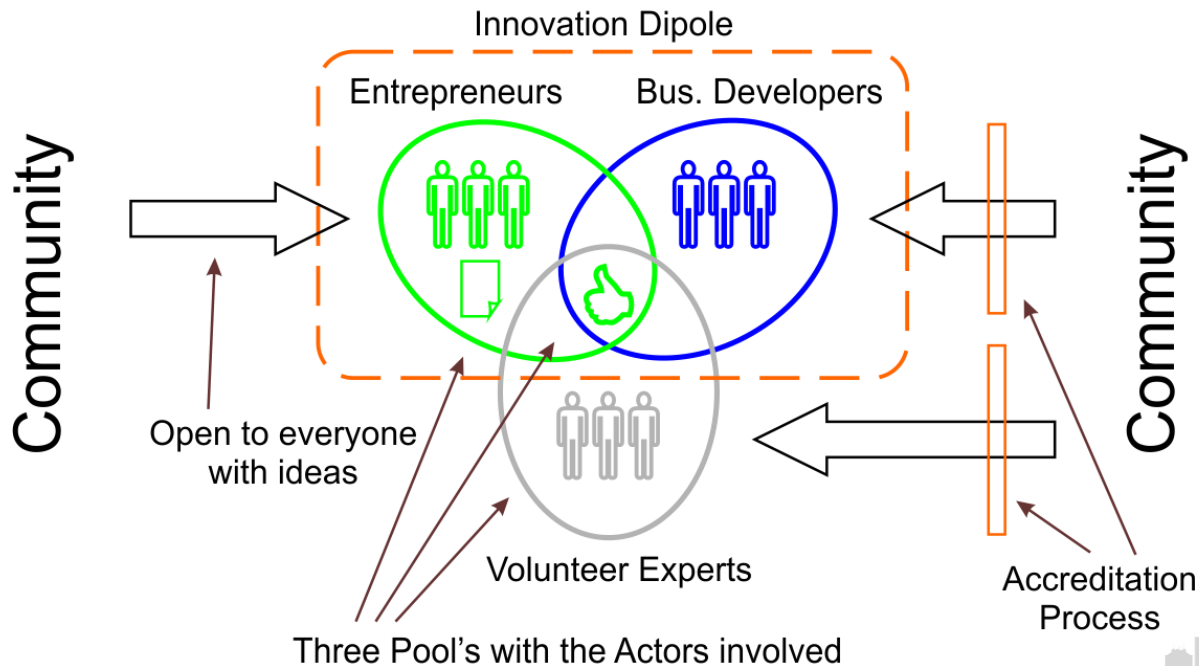 Innovation Dipole
Entrepreneurs
Bus. Developers
Community
Community
Open to everyone
with ideas
Volunteer Experts
Accreditation
Process
Three Pool's with the Actors involved